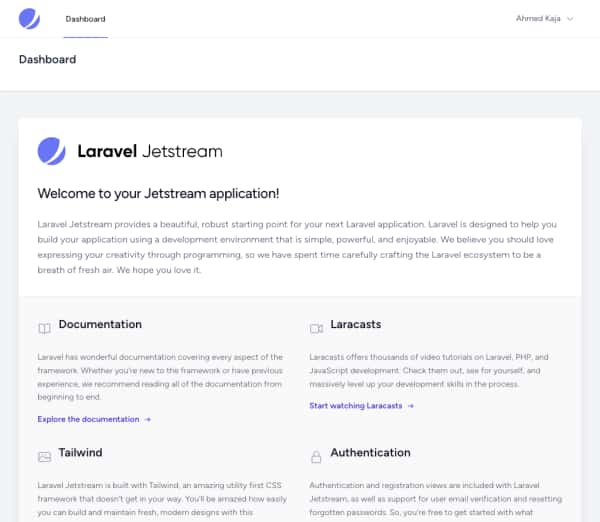 Dashboard
Ahmed Kaja
Dashboard
Laravel Jetstream
Welcome to your Jetstream application!
Laravel Jetstream provides a beautiful, robust starting point for your next Laravel application. Laravel is designed to help you
build your application using a development environment that is simple, powerful, and enjoyable. We believe you should love
expressing your creativity through programming, so we have spent time carefully crafting the Laravel ecosystem to be a
breath of fresh air. We hope you love it.
Documentation
Laravel has wonderful documentation covering every aspect of the
framework. Whether you're new to the framework or have previous
experience, we recommend reading all of the documentation from
beginning to end.
Explore the documentation →
Laracasts
Laracasts offers thousands of video tutorials on Laravel, PHP, and
JavaScript development. Check them out, see for yourself, and
massively level up your development skills in the process.
Start watching Laracasts →
Tailwind
Laravel Jetstream is built with Tailwind, an amazing utility first CSS
framework that doesn't get in your way. You'll be amazed how easily
you can build and maintain fresh, modern designs with this
Authentication
Authentication and registration views are included with Laravel
Jetstream, as well as support for user email verification and resetting
forgotten passwords. So, you're free to get started with what